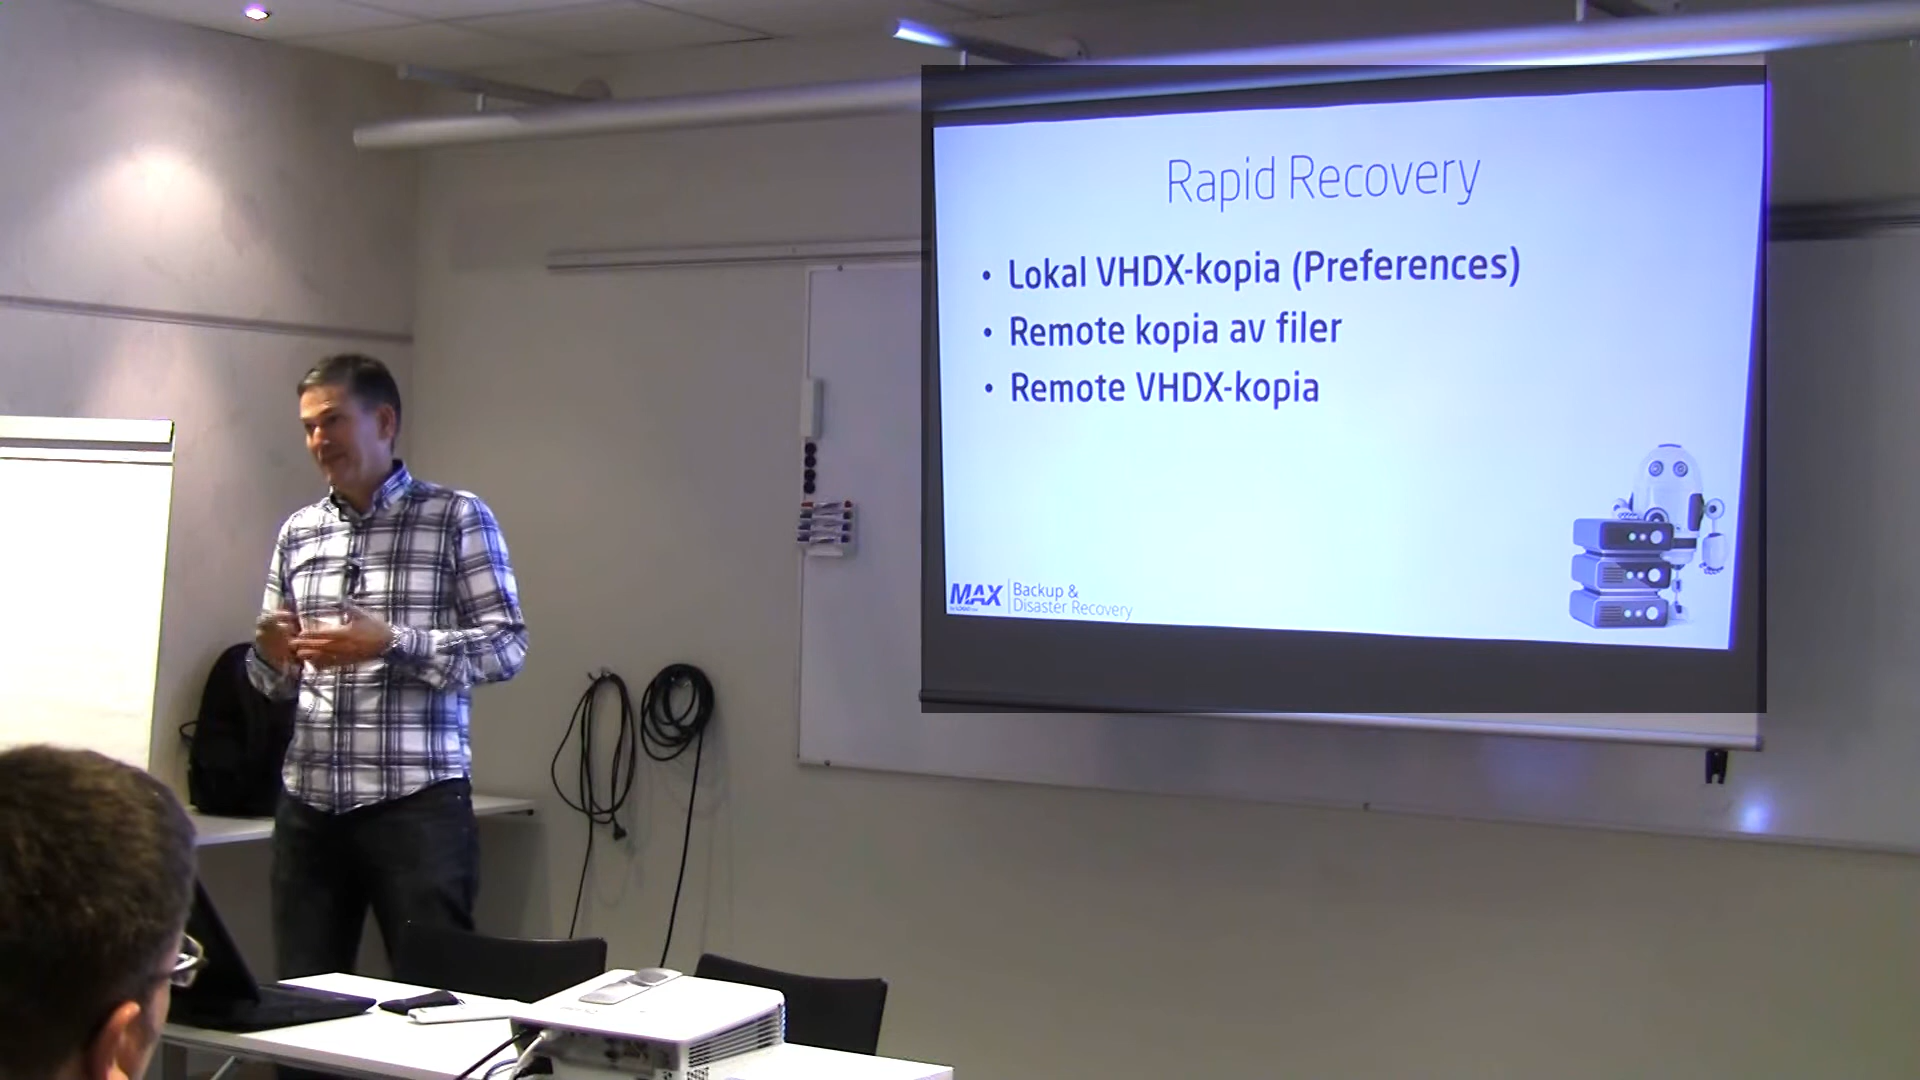 Rapid Recovery
• Lokal VHDX-kopia (Preferences)
• Remote kopia av filer
• Remote VHDX-kopia
MAX
Backup &
Disaster Recovery